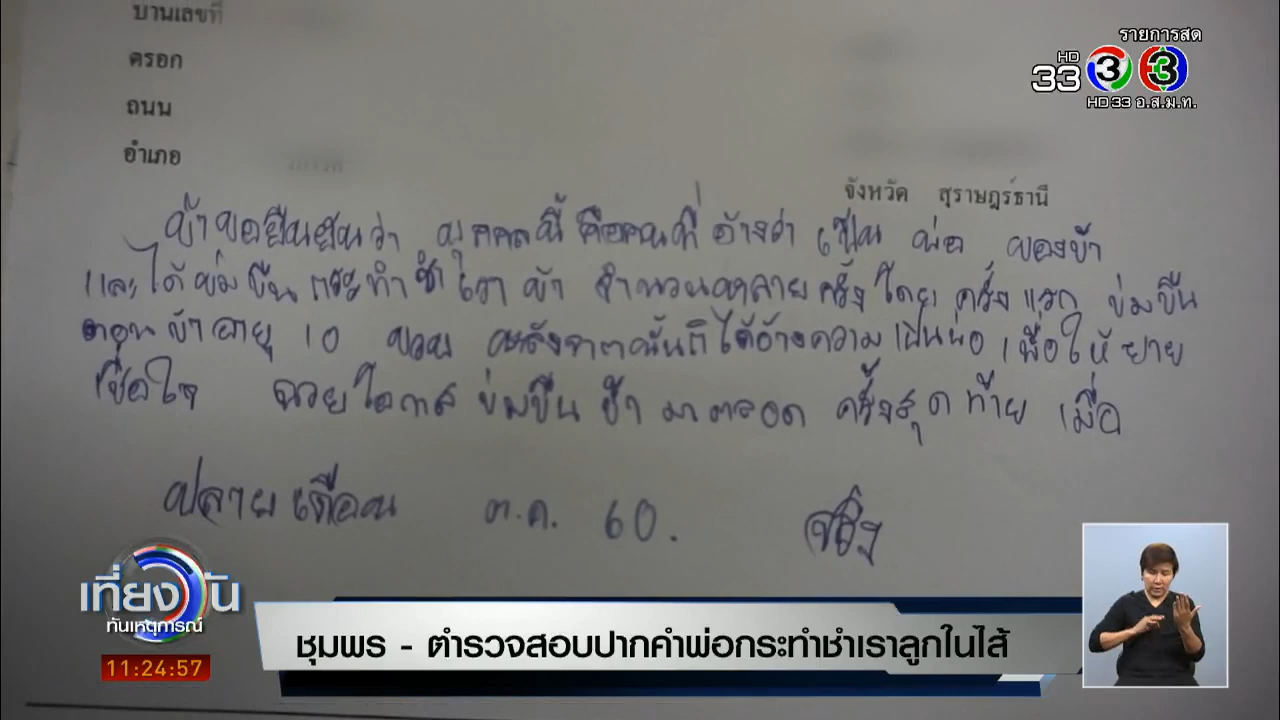 บ้านเลขที่
รายการสด
ตรอก
HD
33 3 3
HD 33 อ.ส.ม.ท.
ถนน
อำเภอ
จังหวัด สุราษฎร์ธานี
ข้าขอยืนยันว่า บุคคลนี้ คือคนที่ อ้างว่า เป็น พ่อ ของข้า
และได้ข่มขืน กระทำชำเรา ข้า จำนวนหลายครั้ง โดยครั้งแรก ข่มขืน
ตอนข้าอายุ 10 ขวบ หลังจากนั้นก็ได้อ้างความเป็นพ่อ เพื่อให้ยาย
เชื่อใจ ฉวยโอกาส ข่มขืน ข้า มาตลอด ครั้งสุดท้าย เมื่อ
ปลายเดือน ต.ค. 60. จริง
เที่ยงวัน
ทันเหตุการณ์
11:24:57
ชุมพร - ตำรวจสอบปากคำพ่อกระทำชำเราลูกในไส้